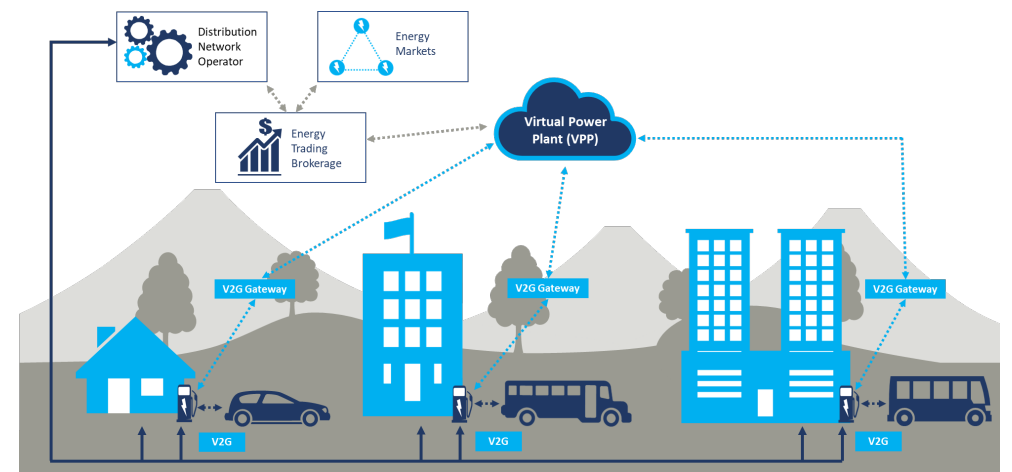 Distribution
Network
Operator
Energy
Markets
$
Energy
Trading
Brokerage
Virtual Power
Plant (VPP)
V2G Gateway
V2G Gateway
V2G Gateway
V2G
V2G
V2G